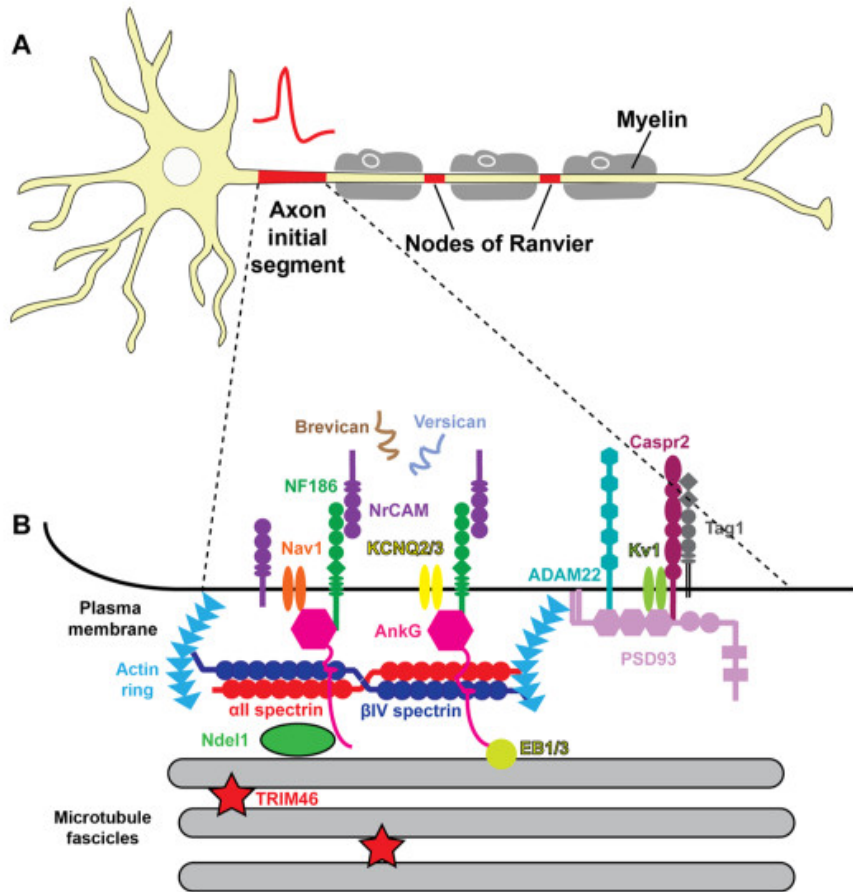 A
Myelin
Axon
initial
segment
Nodes of Ranvier
Brevican
Versican
Caspr2
NF186
B
NrCAM
Nav1
KCNQ2/3
Kv1
Tag1
ADAM22
Plasma
membrane
AnkG
PSD93
Actin
ring
αII spectrin
βIV spectrin
Ndel1
EB1/3
TRIM46
Microtubule
fascicles